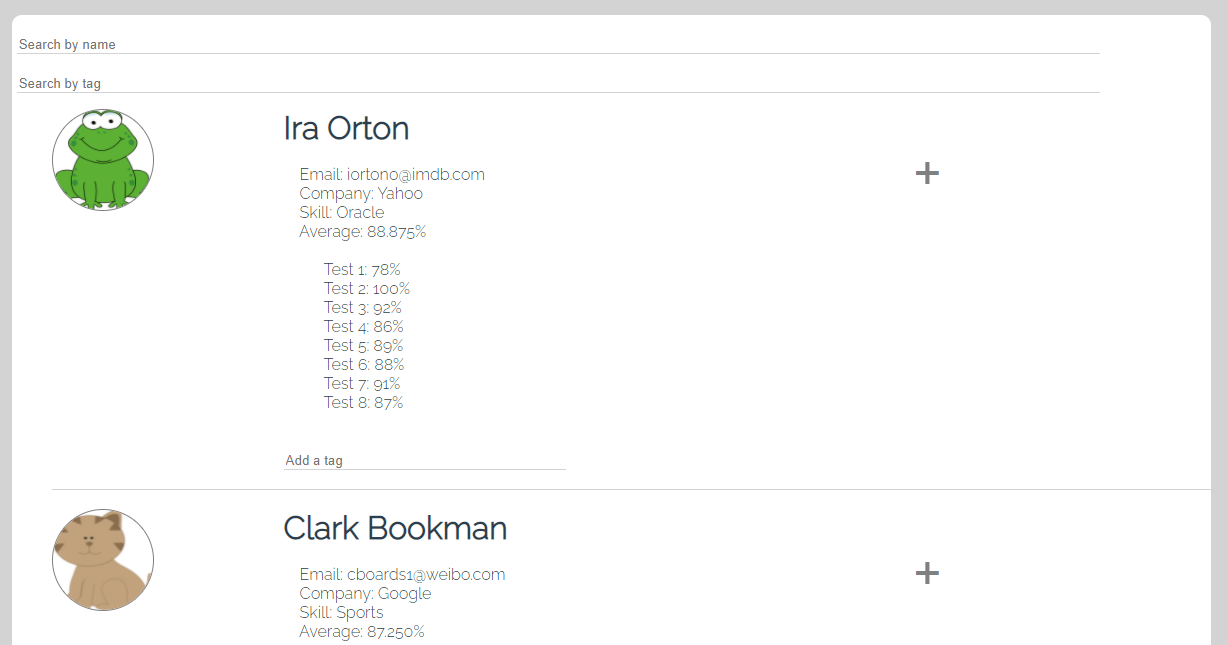 Search by name
Search by tag
Ira Orton
Email: iorton0@imdb.com
Company: Yahoo
Skill: Oracle
Average: 88.875%
Test 1: 78%
Test 2: 100%
Test 3: 92%
Test 4: 86%
Test 5: 89%
Test 6: 88%
Test 7: 91%
Test 8: 87%
Add a tag
Clark Bookman
Email: cboards1@weibo.com
Company: Google
Skill: Sports
Average: 87.250%